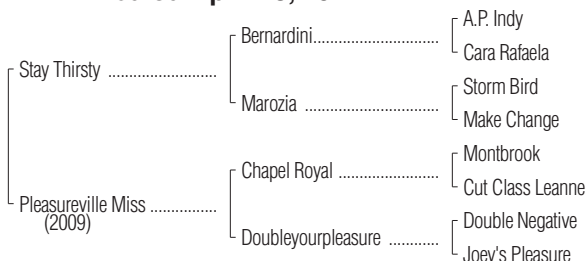 A.P. Indy
Bernardini
Cara Rafaela
Stay Thirsty
Storm Bird
Marozia
Make Change
Montbrook
Chapel Royal
Cut Class Leanne
Pleasureville Miss
(2009)
Double Negative
Doubleyourpleasure
Joey's Pleasure